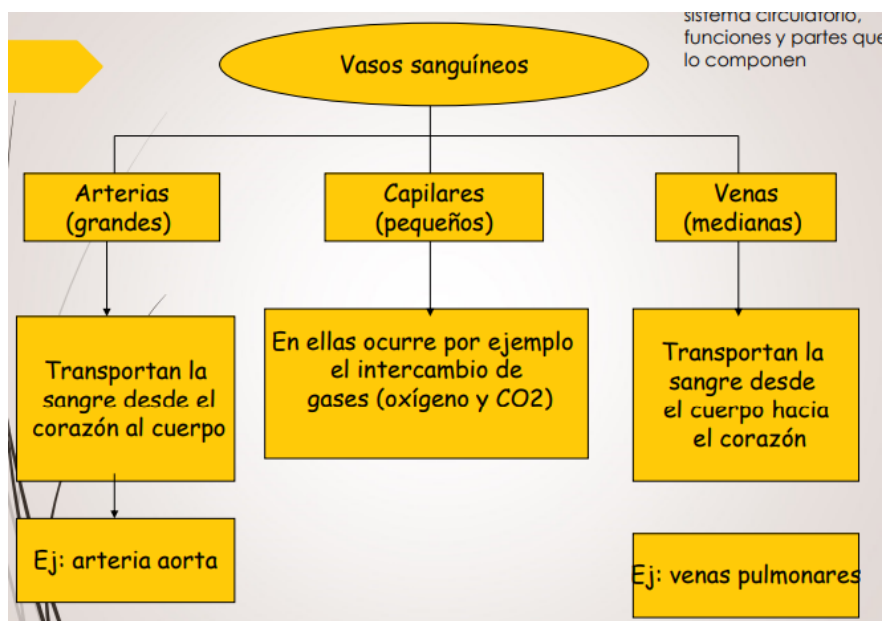 sistema circulatorio,
funciones y partes que
lo componen
Vasos sanguíneos
Arterias
(grandes)
Capilares
(pequeños)
Venas
(medianas)
Transportan la
sangre desde el
corazón al cuerpo
En ellas ocurre por ejemplo
el intercambio de
gases (oxígeno y CO2)
Transportan la
sangre desde
el cuerpo hacia
el corazón
Ej: arteria aorta
Ej: venas pulmonares